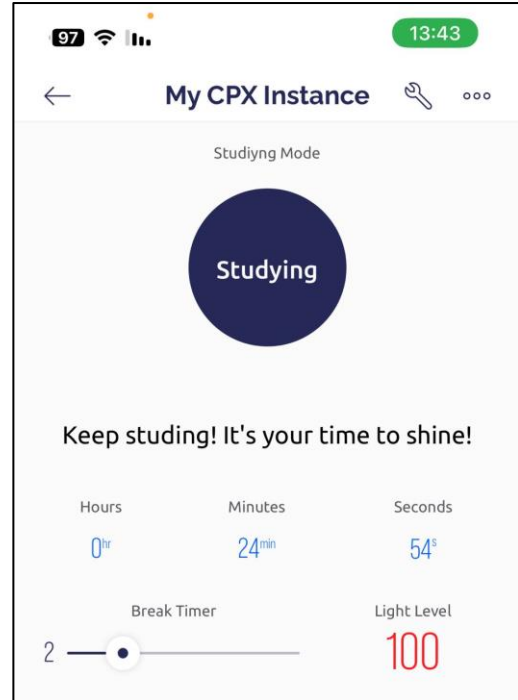 97 13:43
My CPX Instance
Studiyng Mode
Studying
Keep studing! It's your time to shine!
Hours Minutes Seconds
0hr 24min 54s
Break Timer Light Level
2 100